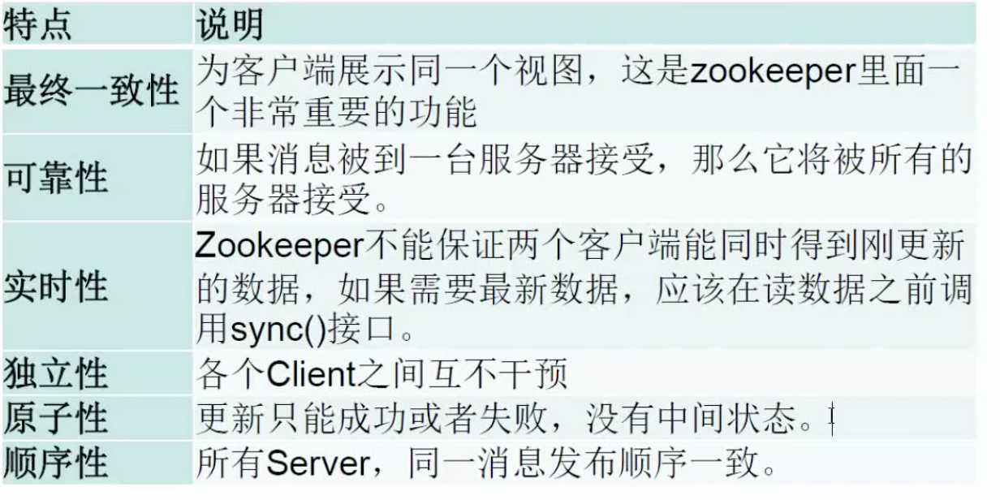 特点 说明
最终一致性 为客户端展示同一个视图，这是zookeeper里面一
个非常重要的功能
可靠性 如果消息被到一台服务器接受，那么它将被所有的
服务器接受。
实时性 Zookeeper不能保证两个客户端能同时得到刚更新
的数据，如果需要最新数据，应该在读数据之前调
用sync()接口。
独立性 各个Client之间互不干预
原子性 更新只能成功或者失败，没有中间状态。
顺序性 所有Server，同一消息发布顺序一致。